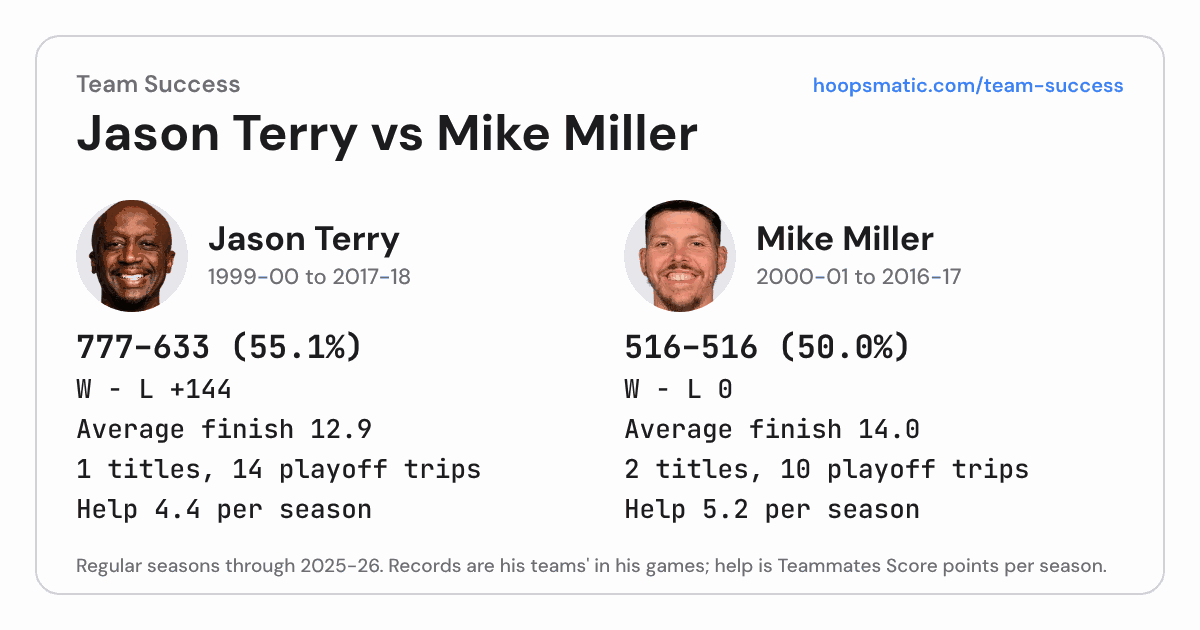 Team Success
hoopsmatic.com/team-success
Jason Terry vs Mike Miller
Jason Terry
1999–00 to 2017–18
777–633 (55.1%)
W - L +144
Average finish 12.9
1 titles, 14 playoff trips
Help 4.4 per season
Mike Miller
2000–01 to 2016–17
516–516 (50.0%)
W - L 0
Average finish 14.0
2 titles, 10 playoff trips
Help 5.2 per season
Regular seasons through 2025-26. Records are his teams' in his games; help is Teammates Score points per season.